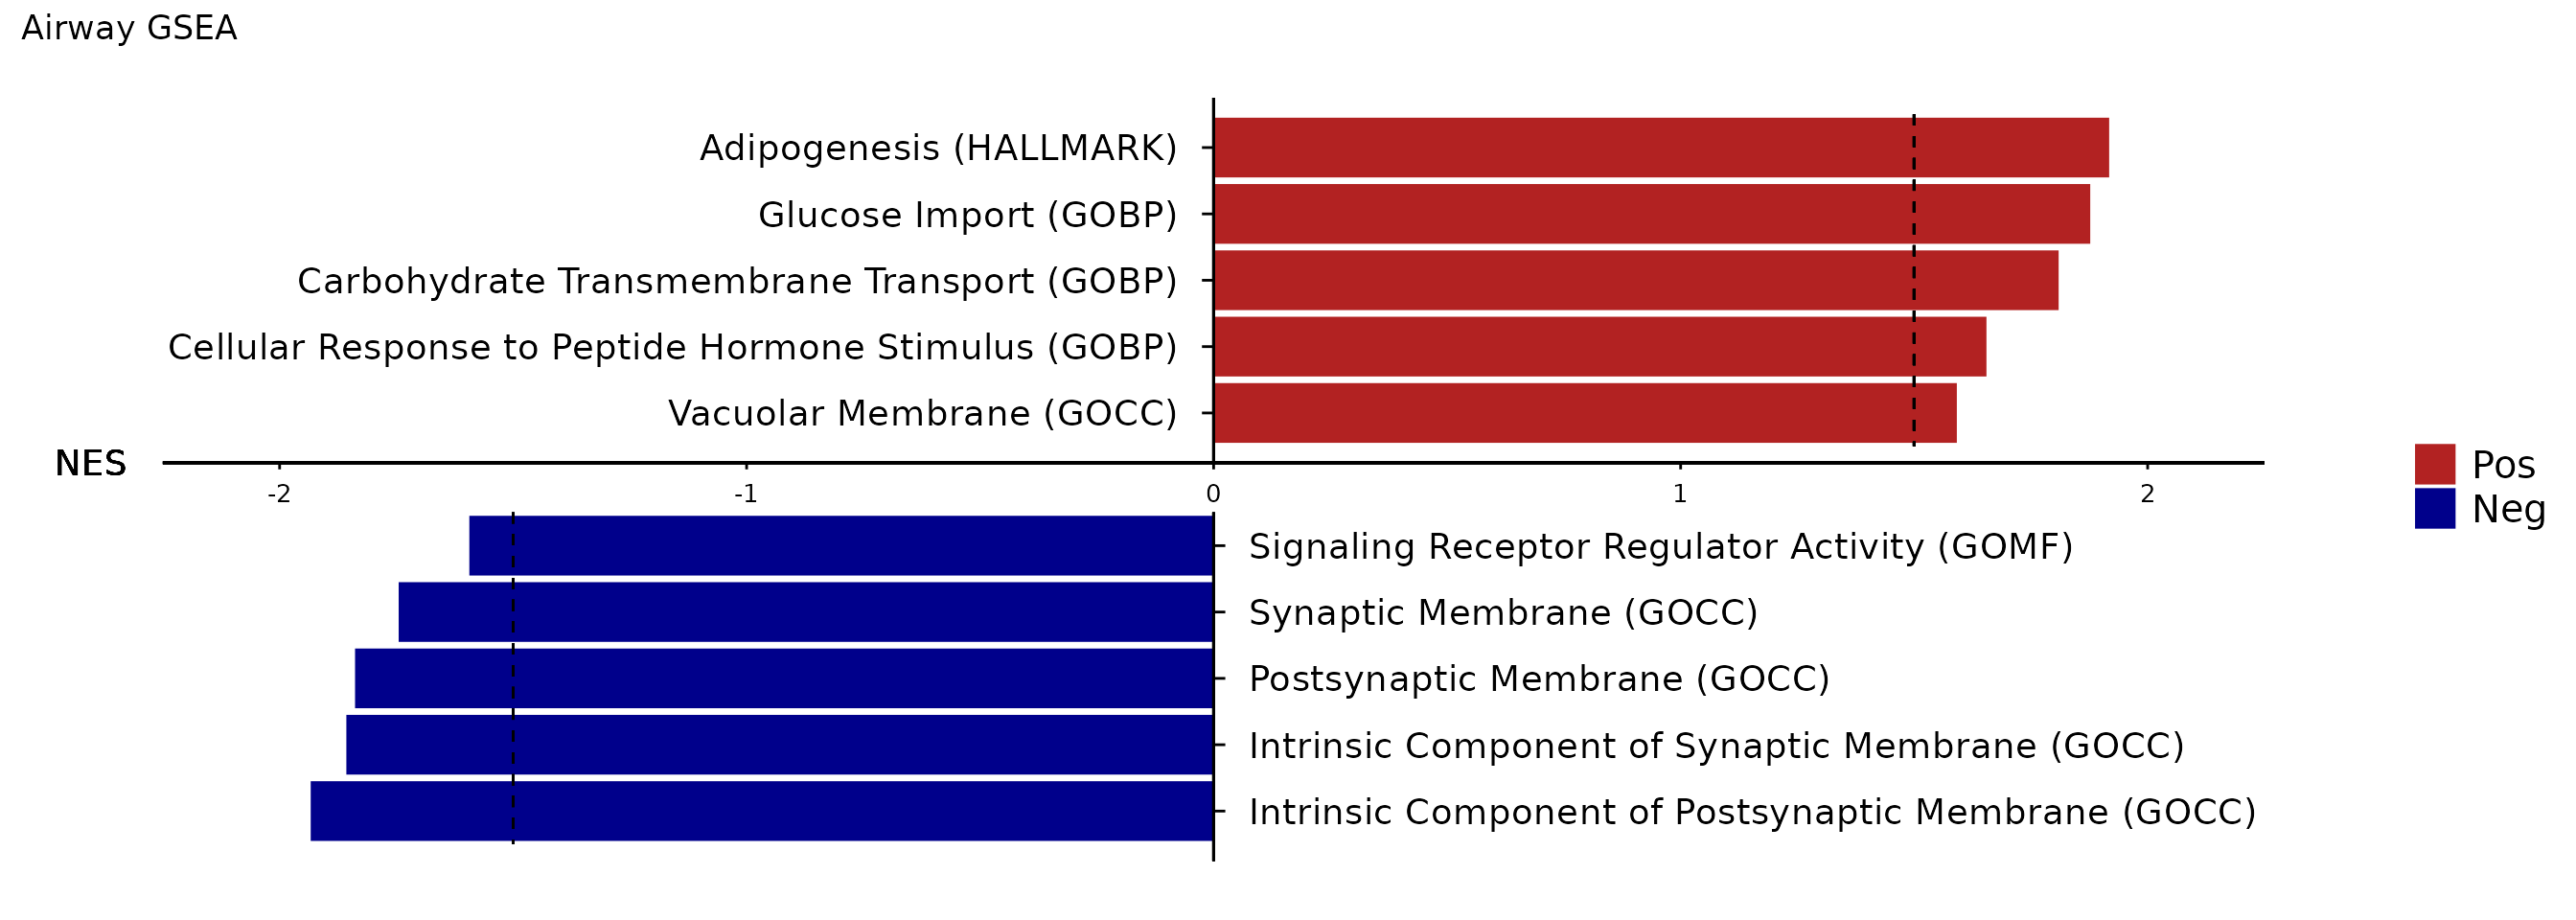 Airway GSEA
Adipogenesis (HALLMARK)
Glucose Import (GOBP)
Carbohydrate Transmembrane Transport (GOBP)
Cellular Response to Peptide Hormone Stimulus (GOBP)
Vacuolar Membrane (GOCC)
NES
-2 -1 0 1 2
Pos
Neg
Signaling Receptor Regulator Activity (GOMF)
Synaptic Membrane (GOCC)
Postsynaptic Membrane (GOCC)
Intrinsic Component of Synaptic Membrane (GOCC)
Intrinsic Component of Postsynaptic Membrane (GOCC)